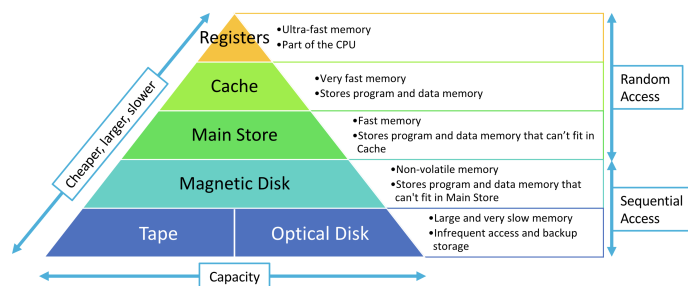 Registers
•Ultra-fast memory
•Part of the CPU
Cache
•Very fast memory
•Stores program and data memory
Random
Access
Cheaper, larger, slower
Main Store
•Fast memory
•Stores program and data memory that can't fit in
Cache
Magnetic Disk
•Non-volatile memory
•Stores program and data memory that
can't fit in Main Store
Sequential
Access
Tape
Optical Disk
•Large and very slow memory
•Infrequent access and backup
storage
Capacity